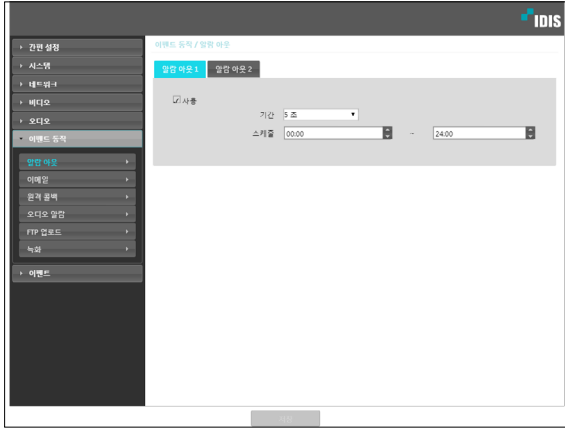 IDIS
간편 설정
시스템
네트워크
비디오
오디오
이벤트 동작
알람 아웃
이메일
원격 콜백
오디오 알람
FTP 업로드
녹화
이벤트
이벤트 동작 / 알람 아웃
알람 아웃 1 알람 아웃 2
사용
기간 5 초
스케줄 00:00 ~ 24:00